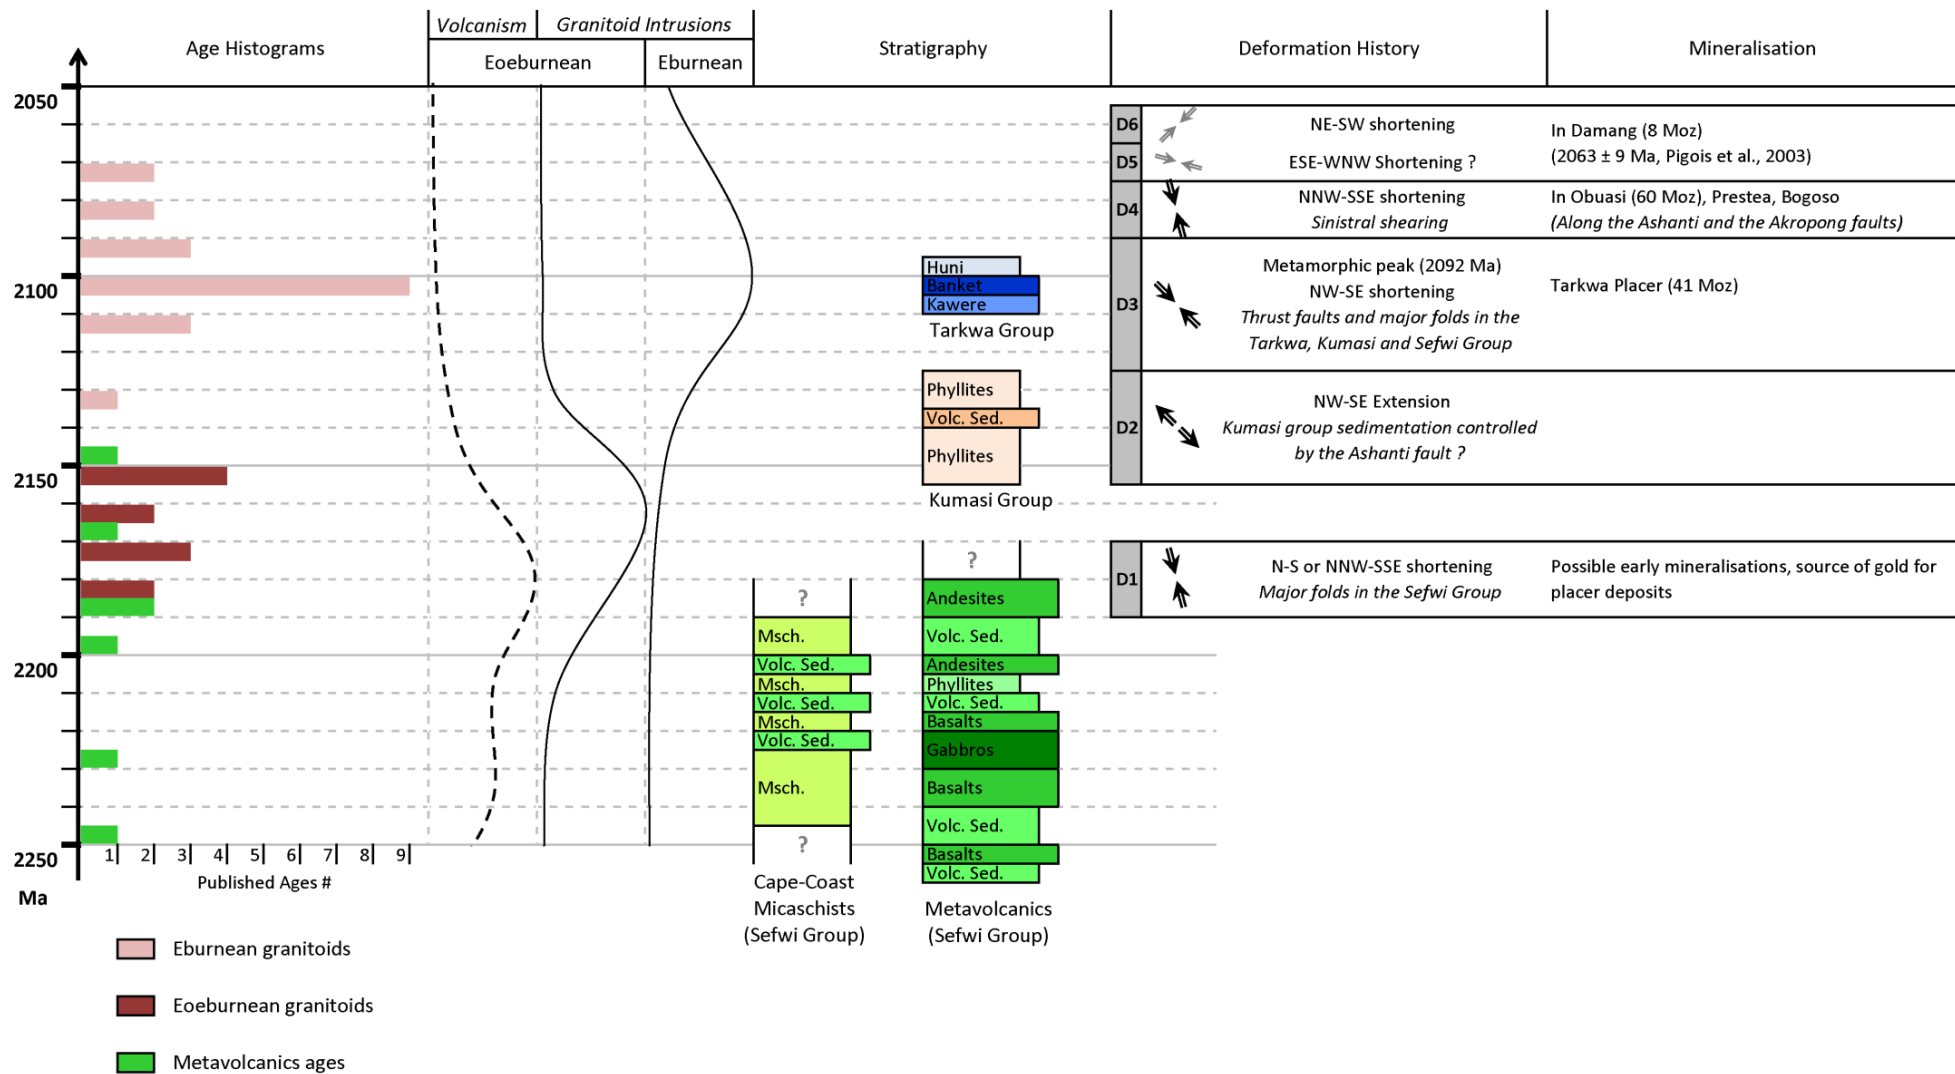 Age Histograms
Volcanism
Granitoid Intrusions
Eoeburnean
Eburnean
Stratigraphy
Deformation History
Mineralisation
2050
2100
2150
2200
2250
Ma
1
2
3
4
5
6
7
8
9
Published Ages #
Huni
Banket
Kawere
Tarkwa Group
Phyllites
Volc. Sed.
Phyllites
Kumasi Group
?
Msch.
Volc. Sed.
Msch.
Volc. Sed.
Msch.
Volc. Sed.
Msch.
?
Cape-Coast
Micaschists
(Sefwi Group)
?
Andesites
Volc. Sed.
Andesites
Phyllites
Volc. Sed.
Basalts
Gabbros
Basalts
Volc. Sed.
Basalts
Volc. Sed.
Metavolcanics
(Sefwi Group)
D6
NE-SW shortening
D5
ESE-WNW Shortening ?
In Damang (8 Moz)
(2063 ± 9 Ma, Pigois et al., 2003)
D4
NNW-SSE shortening
Sinistral shearing
In Obuasi (60 Moz), Prestea, Bogoso
(Along the Ashanti and the Akropong faults)
D3
Metamorphic peak (2092 Ma)
NW-SE shortening
Thrust faults and major folds in the
Tarkwa, Kumasi and Sefwi Group
Tarkwa Placer (41 Moz)
D2
NW-SE Extension
Kumasi group sedimentation controlled
by the Ashanti fault ?
D1
N-S or NNW-SSE shortening
Major folds in the Sefwi Group
Possible early mineralisations, source of gold for
placer deposits
Eburnean granitoids
Eoeburnean granitoids
Metavolcanics ages